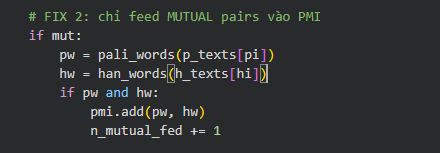 # FIX 2: chỉ feed MUTUAL pairs vào PMI
if mut:
    pw = pali_words(p_texts[pi])
    hw = han_words(h_texts[hi])
    if pw and hw:
        pmi.add(pw, hw)
        n_mutual_fed += 1